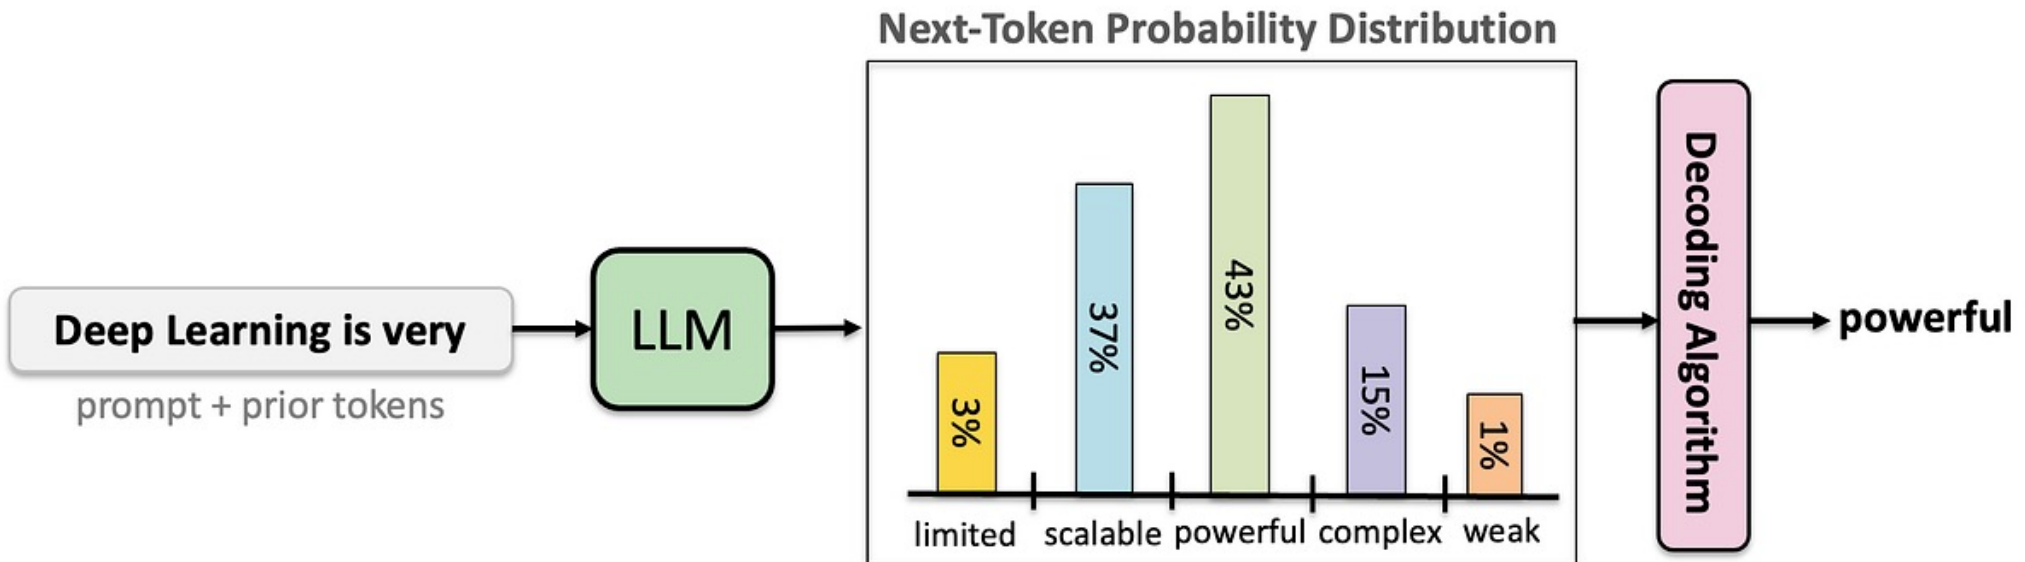 Next-Token Probability Distribution
Deep Learning is very
prompt + prior tokens
LLM
3%
37%
43%
15%
1%
limited
scalable
powerful
complex
weak
Decoding Algorithm
powerful